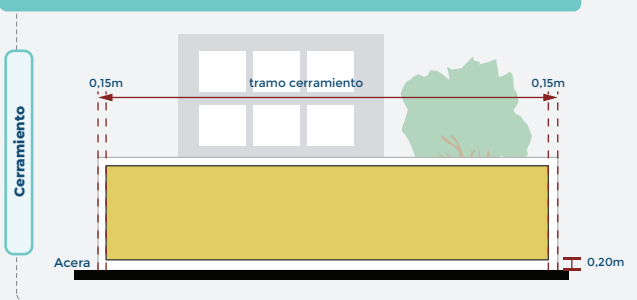 Cerramiento
0,15m
tramo cerramiento
0,15m
Acera
0,20m